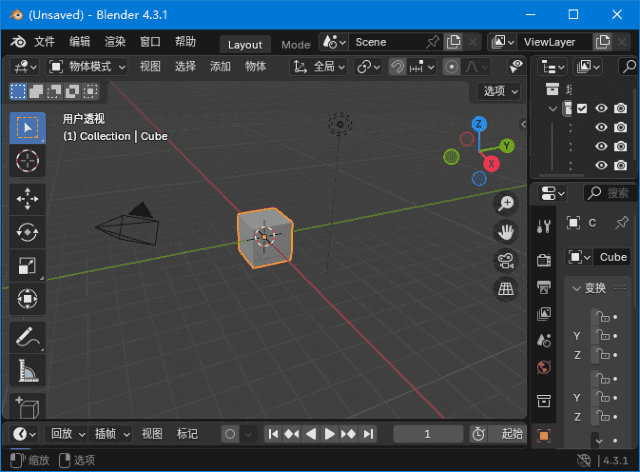 (Unsaved) - Blender 4.3.1
文件 编辑 渲染 窗口 帮助 Layout Mode Scene ViewLayer
物体模式 视图 选择 添加 物体 全局
选项
用户透视
(1) Collection | Cube
Z
Y
X
搜索
C
Cube
变换
Y
Z
Y
Z
回放 插帧 视图 标记 1 起始
缩放 选项 4.3.1